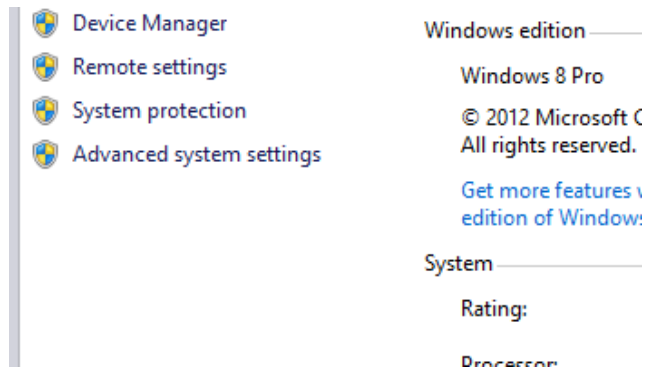 Device Manager
Remote settings
System protection
Advanced system settings
Windows edition
Windows 8 Pro
© 2012 Microsoft
All rights reserved.
Get more features
edition of Windows
System
Rating:
Processor: